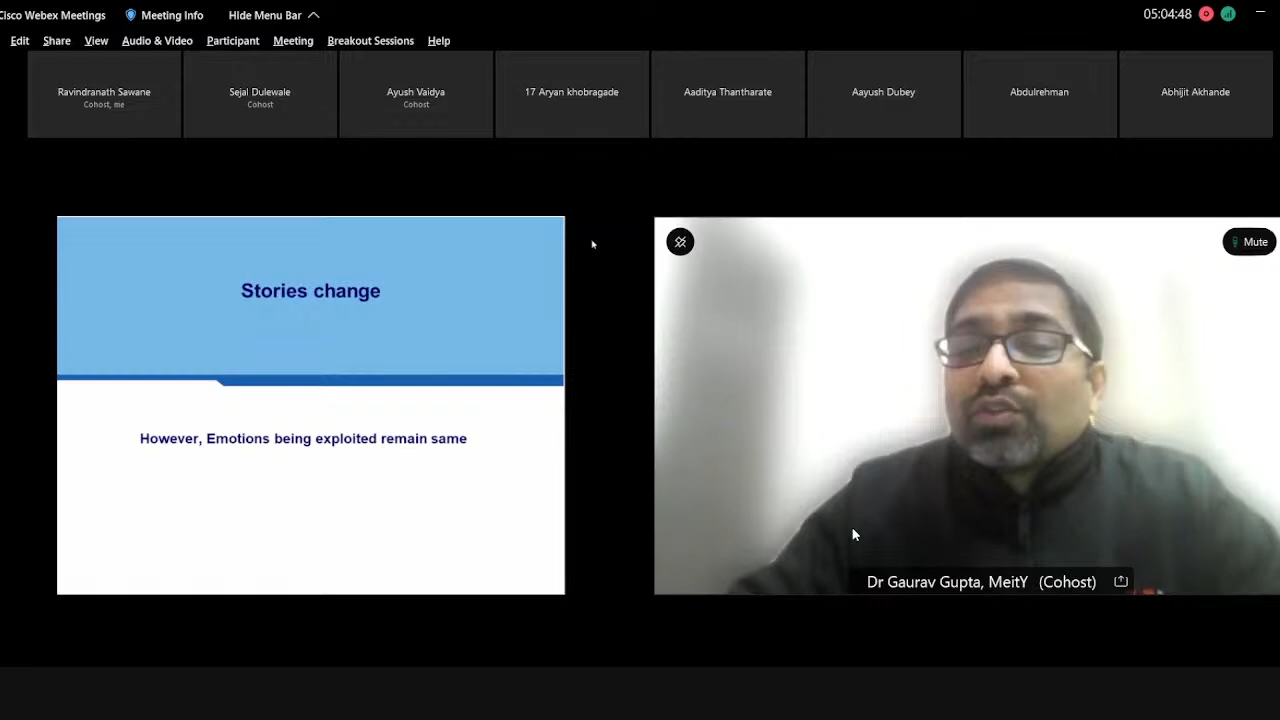 Cisco Webex Meetings Meeting Info Hide Menu Bar 05:04:48
Edit Share View Audio & Video Participant Meeting Breakout Sessions Help
Ravindranath Sawane Sejal Dulewale Ayush Vaidya 17 Aryan khobragade Aaditya Thantharate Aayush Dubey Abdulrehman Abhijit Akhande
Cohost, me Cohost Cohost
Mute
Stories change
However, Emotions being exploited remain same
Dr Gaurav Gupta, MeitY (Cohost)